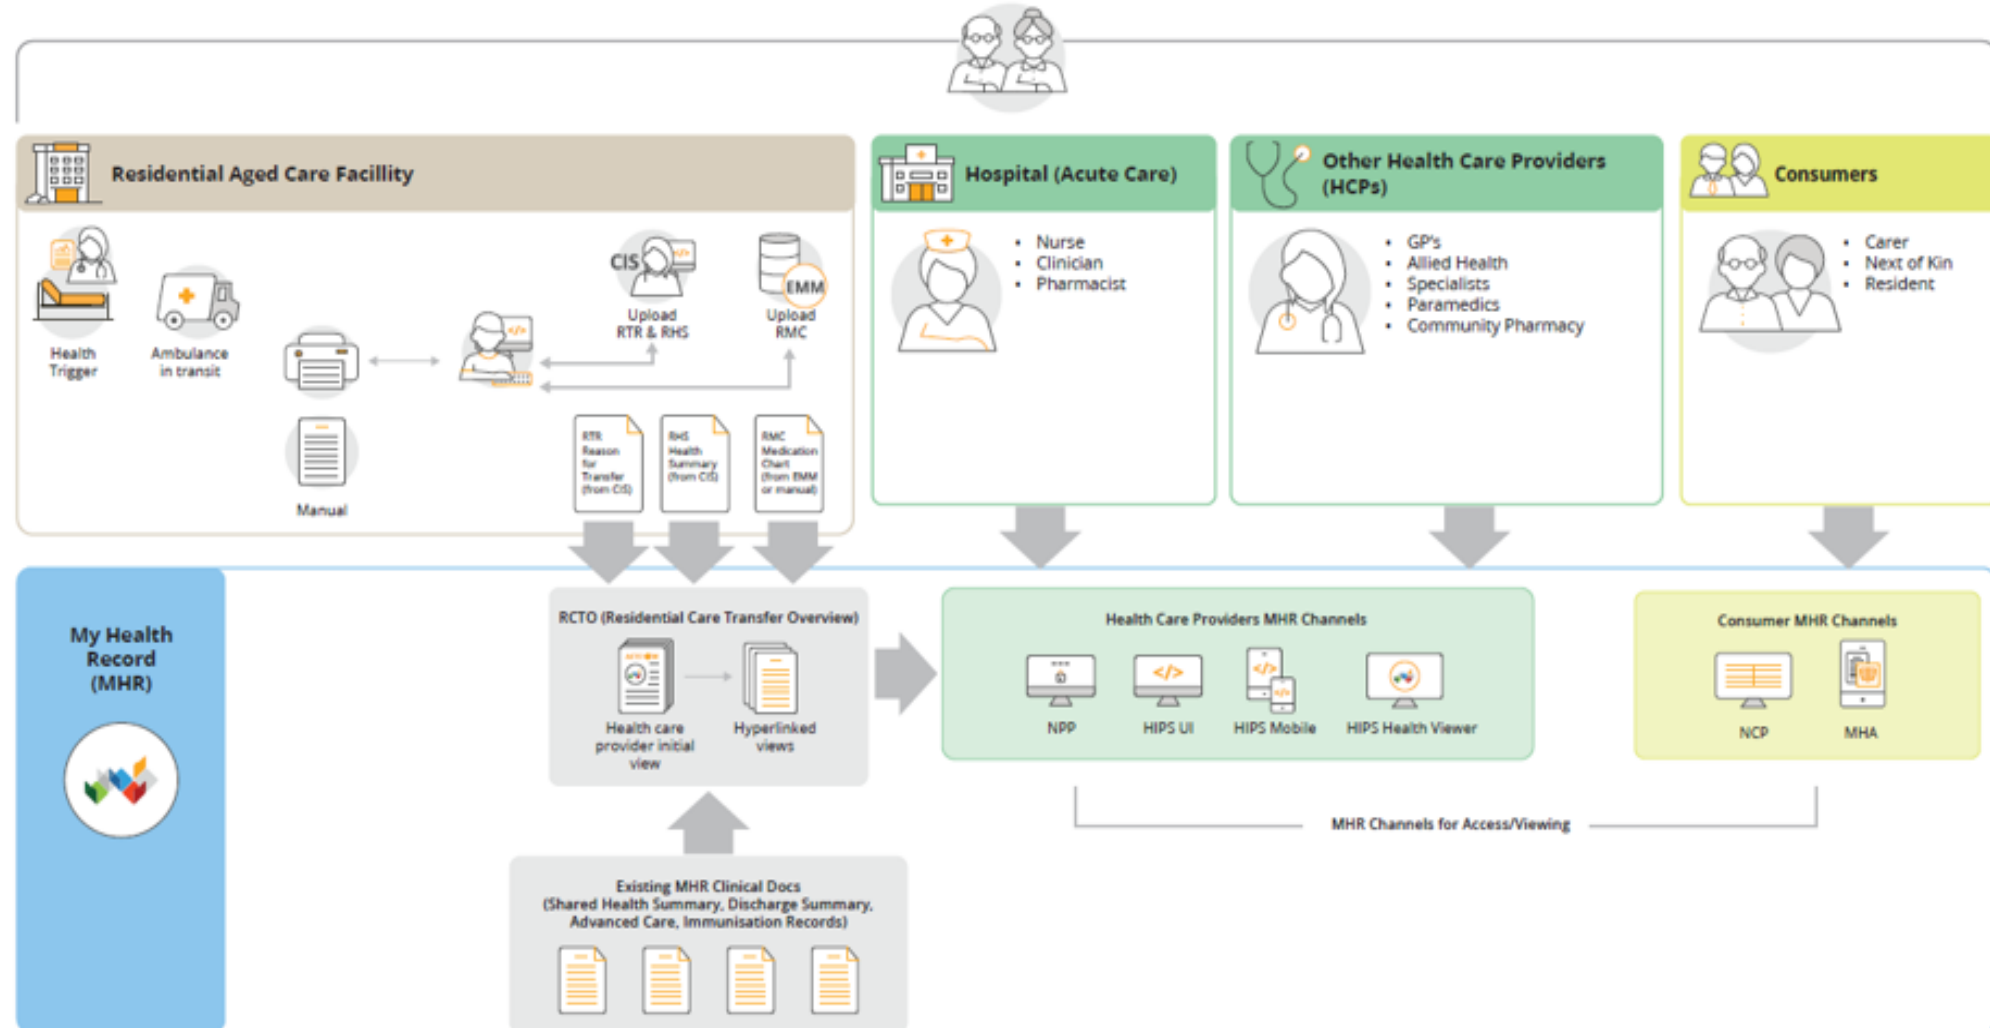 Residential Aged Care Facillity
Health
Trigger
Ambulance
in transit
Manual
CIS
</>
Upload
RTR & RHS
EMM
Upload
RMC
</>
RTR
Reason
for
Transfer
(from CIS)
RHS
Health
Summary
(from CIS)
RMC
Medication
Chart
(from EMM
or manual)
Hospital (Acute Care)
• Nurse
• Clinician
• Pharmacist
Other Health Care Providers
(HCPs)
• GP's
• Allied Health
• Specialists
• Paramedics
• Community Pharmacy
Consumers
• Carer
• Next of Kin
• Resident
My Health
Record
(MHR)
RCTO (Residential Care Transfer Overview)
Health care
provider initial
view
Hyperlinked
views
Health Care Providers MHR Channels
NPP
</>
HIPS UI
</>
</>
HIPS Mobile
HIPS Health Viewer
Consumer MHR Channels
NCP
MHA
MHR Channels for Access/Viewing
Existing MHR Clinical Docs
(Shared Health Summary, Discharge Summary,
Advanced Care, Immunisation Records)